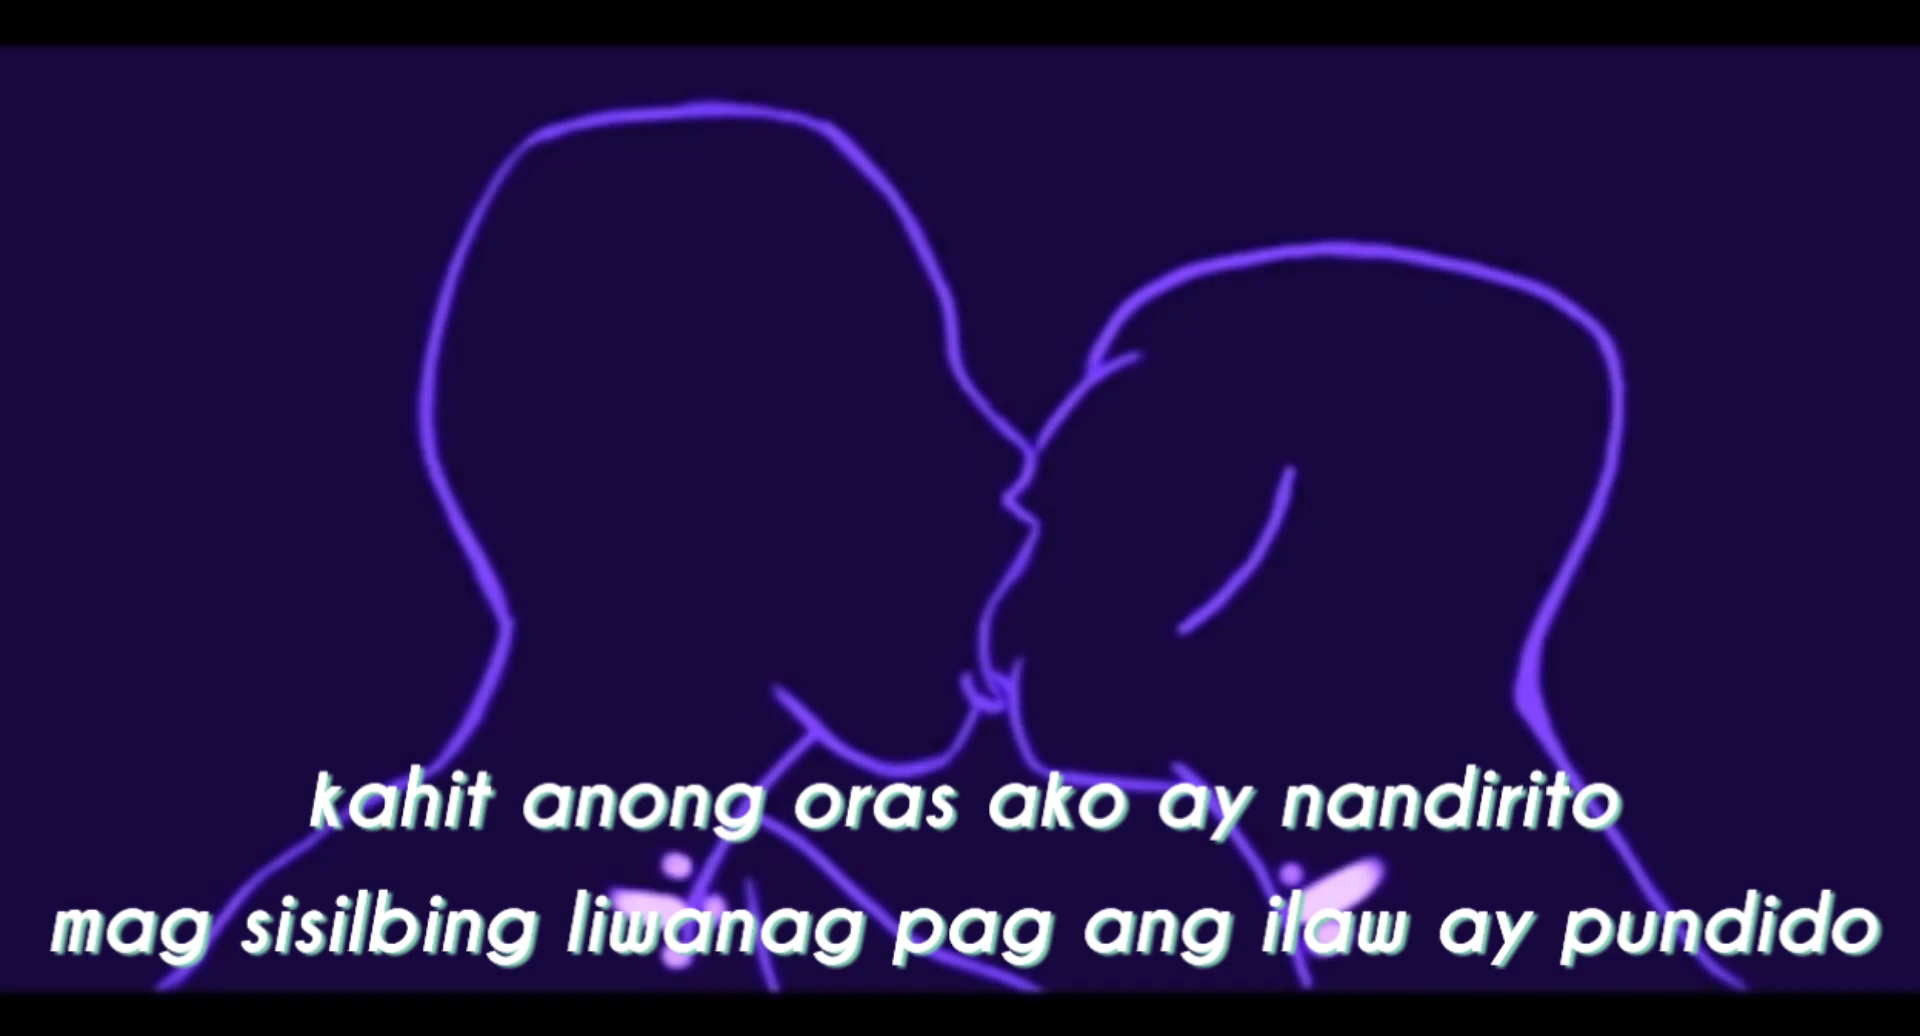 kahit anong oras ako ay nandirito
mag sisilbing liwanag pag ang ilaw ay pundido